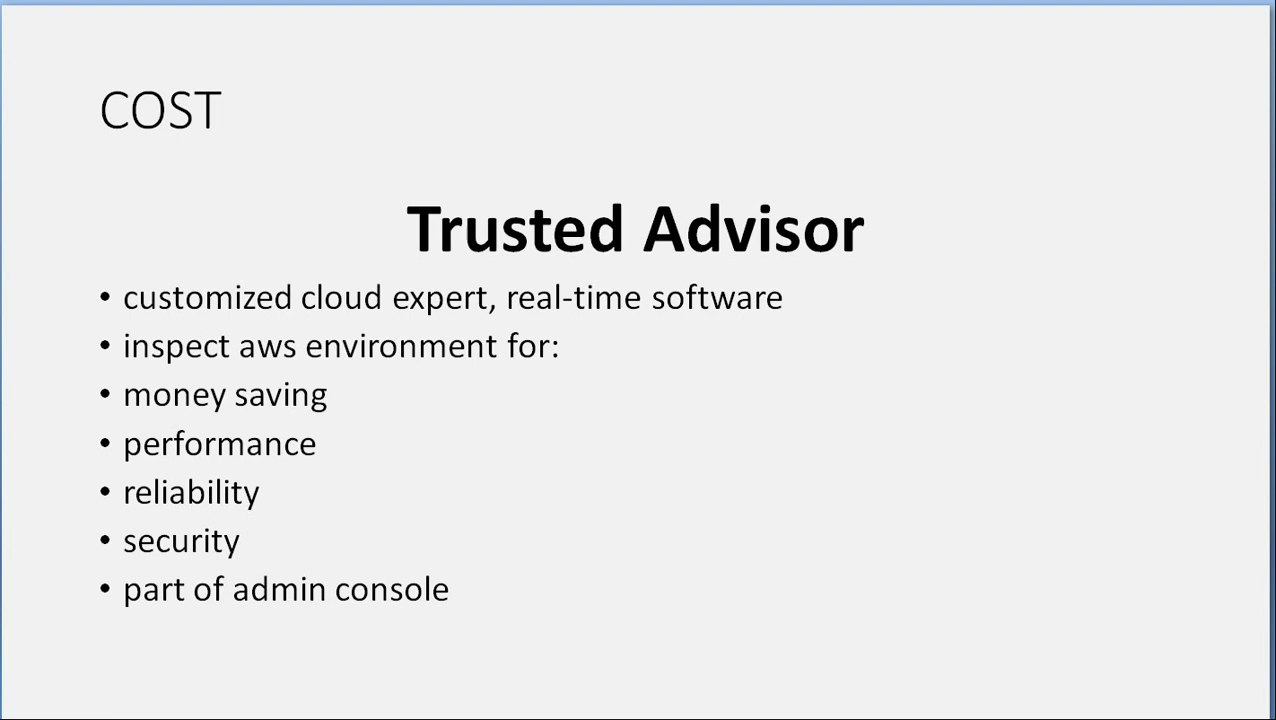 COST
Trusted Advisor
• customized cloud expert, real-time software
• inspect aws environment for:
• money saving
• performance
• reliability
• security
• part of admin console